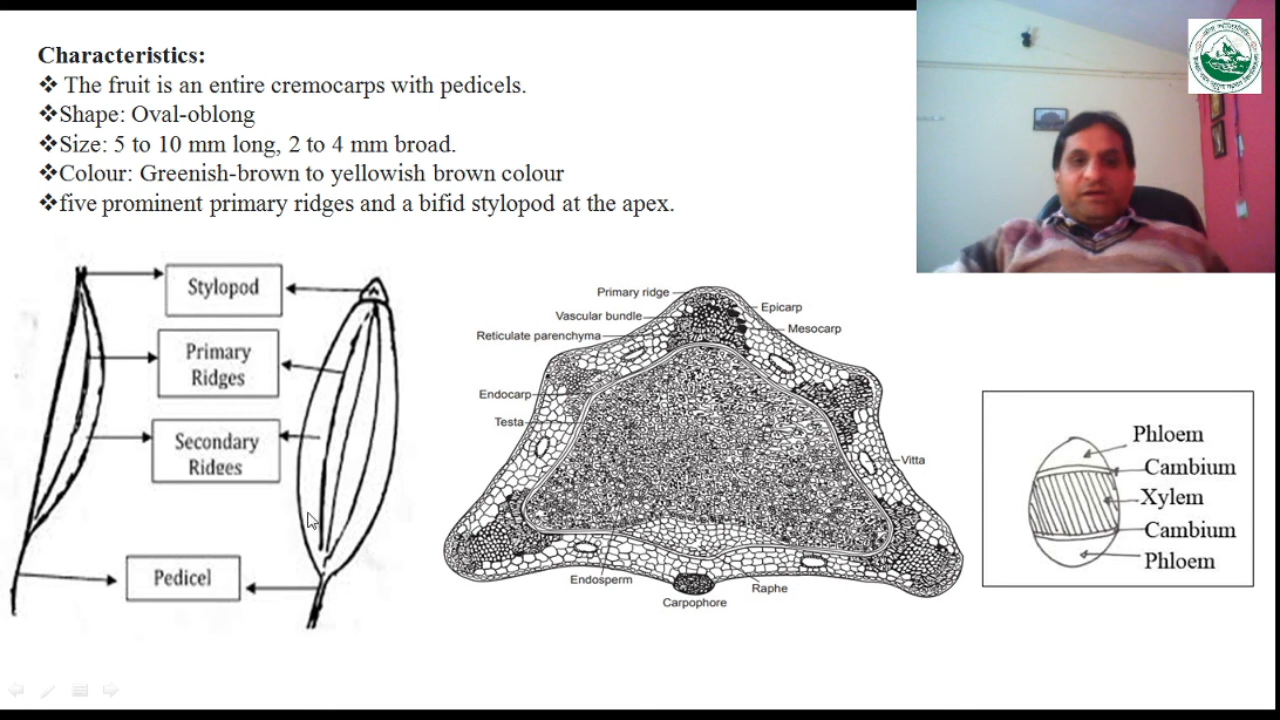 Characteristics:
❖ The fruit is an entire cremocarps with pedicels.
❖Shape: Oval-oblong
❖Size: 5 to 10 mm long, 2 to 4 mm broad.
❖Colour: Greenish-brown to yellowish brown colour
❖five prominent primary ridges and a bifid stylopod at the apex.
Stylopod
Primary
Ridges
Secondary
Ridges
Pedicel
Primary ridge
Vascular bundle
Reticulate parenchyma
Epicarp
Mesocarp
Endocarp
Testa
Vitta
Endosperm
Raphe
Carpophore
Phloem
Cambium
Xylem
Cambium
Phloem